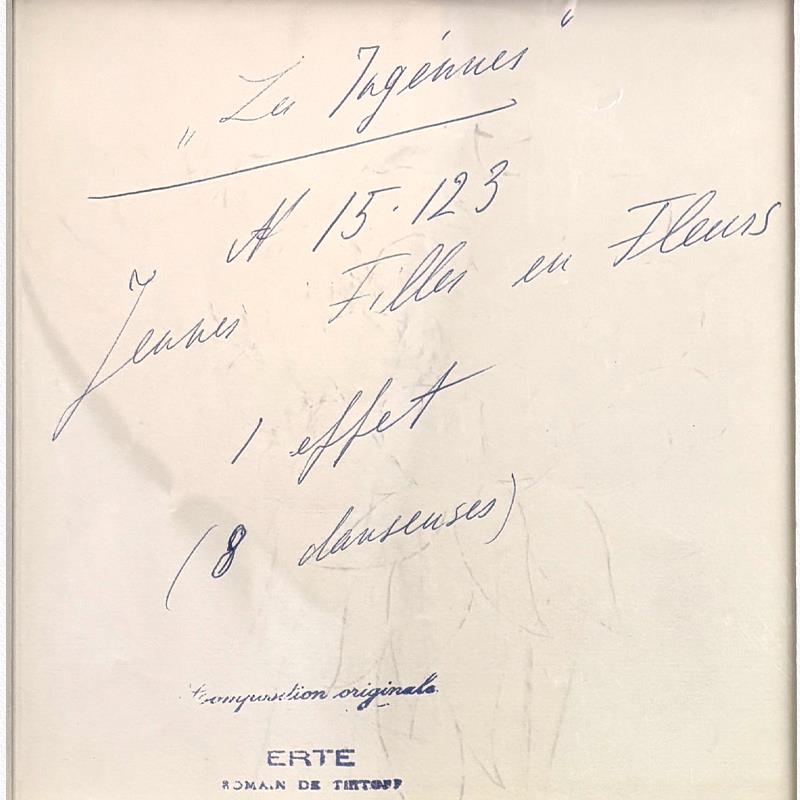 „Les Ingénues“
N 15.123
Jeunes Filles en Fleurs
1 effet
(8 danseuses)
Composition originale
ERTE
ROMAIN DE TIRTOFF